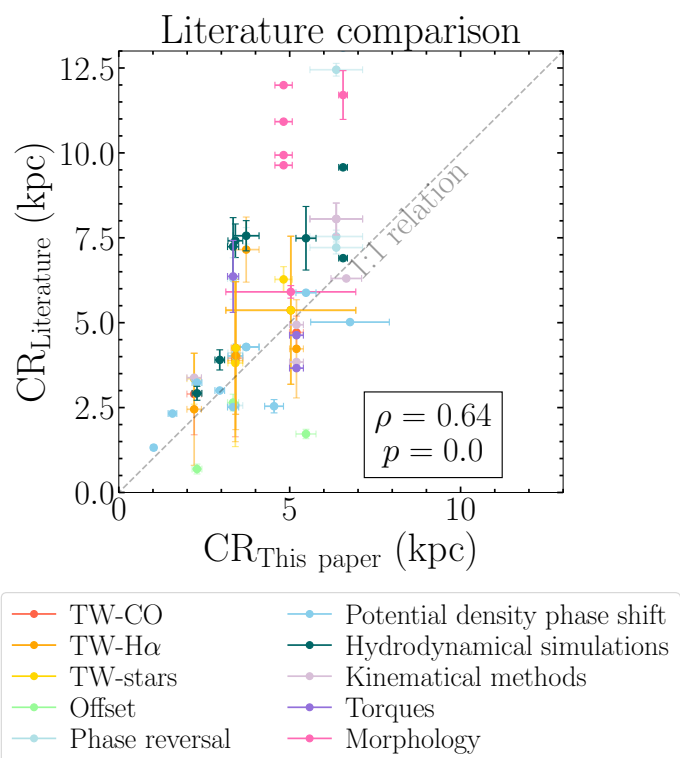 Literature comparison
12.5
10.0
7.5
5.0
2.5
0.0
CR_Literature (kpc)
1:1 relation
ρ = 0.64
p = 0.0
0 5 10
CR_This paper (kpc)
TW-CO
TW-Hα
TW-stars
Offset
Phase reversal
Potential density phase shift
Hydrodynamical simulations
Kinematical methods
Torques
Morphology